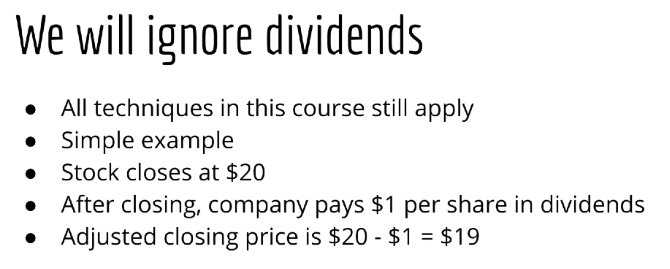 We will ignore dividends
● All techniques in this course still apply
● Simple example
● Stock closes at $20
● After closing, company pays $1 per share in dividends
● Adjusted closing price is $20 - $1 = $19